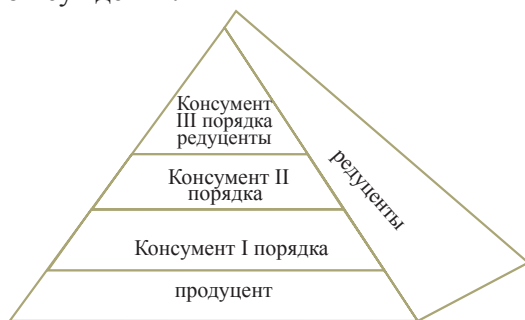 Консумент
III порядка
редуценты
Консумент II
порядка
Консумент I порядка
продуцент
редуценты